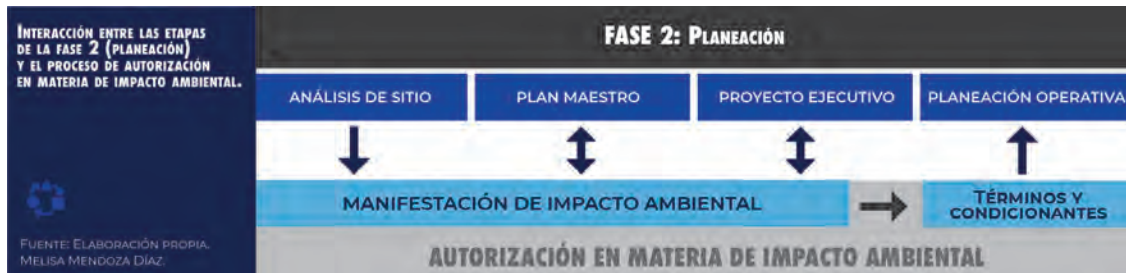 INTERACCIÓN ENTRE LAS ETAPAS
DE LA FASE 2 (PLANEACIÓN)
Y EL PROCESO DE AUTORIZACIÓN
EN MATERIA DE IMPACTO AMBIENTAL.
FUENTE: ELABORACIÓN PROPIA.
MELISA MENDOZA DÍAZ.
FASE 2: PLANEACIÓN
ANÁLISIS DE SITIO
PLAN MAESTRO
PROYECTO EJECUTIVO
PLANEACIÓN OPERATIVA
MANIFESTACIÓN DE IMPACTO AMBIENTAL
TÉRMINOS Y
CONDICIONANTES
AUTORIZACIÓN EN MATERIA DE IMPACTO AMBIENTAL